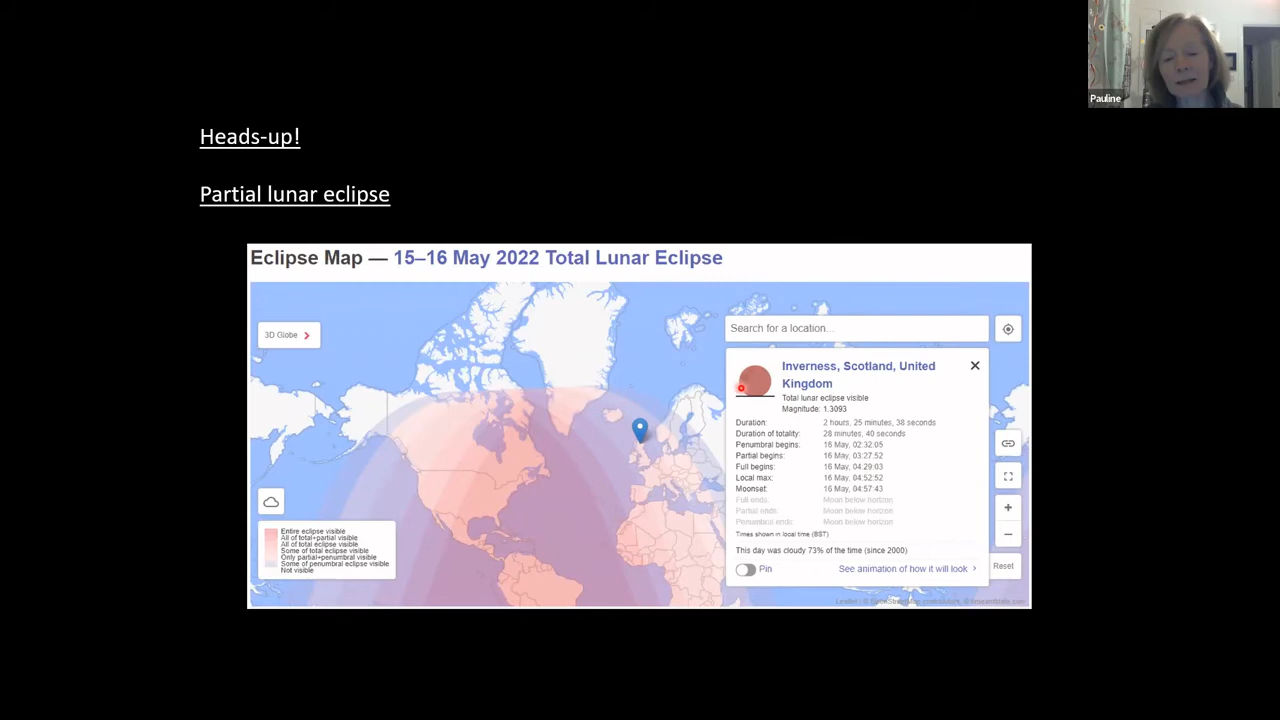 Pauline
Heads-up!
Partial lunar eclipse
Eclipse Map — 15–16 May 2022 Total Lunar Eclipse
3D Globe
Search for a location...
Inverness, Scotland, United
Kingdom
Total lunar eclipse visible
Magnitude: 1.3093
Duration: 2 hours, 25 minutes, 38 seconds
Duration of totality: 28 minutes, 40 seconds
Penumbral begins: 16 May, 02:32:05
Partial begins: 16 May, 03:27:52
Full begins: 16 May, 04:29:03
Local max: 16 May, 04:52:52
Moonset: 16 May, 04:57:43
Full ends: Moon below horizon
Partial ends: Moon below horizon
Penumbral ends: Moon below horizon
Times shown in local time (BST)
This day was cloudy 73% of the time (since 2000)
Pin See animation of how it will look
Reset
Entire eclipse visible
All of total+partial visible
All of total eclipse visible
Some of total eclipse visible
Only partial+penumbral visible
Some of penumbral eclipse visible
Not visible
Leaflet | © OpenStreetMap contributors, © timeanddate.com